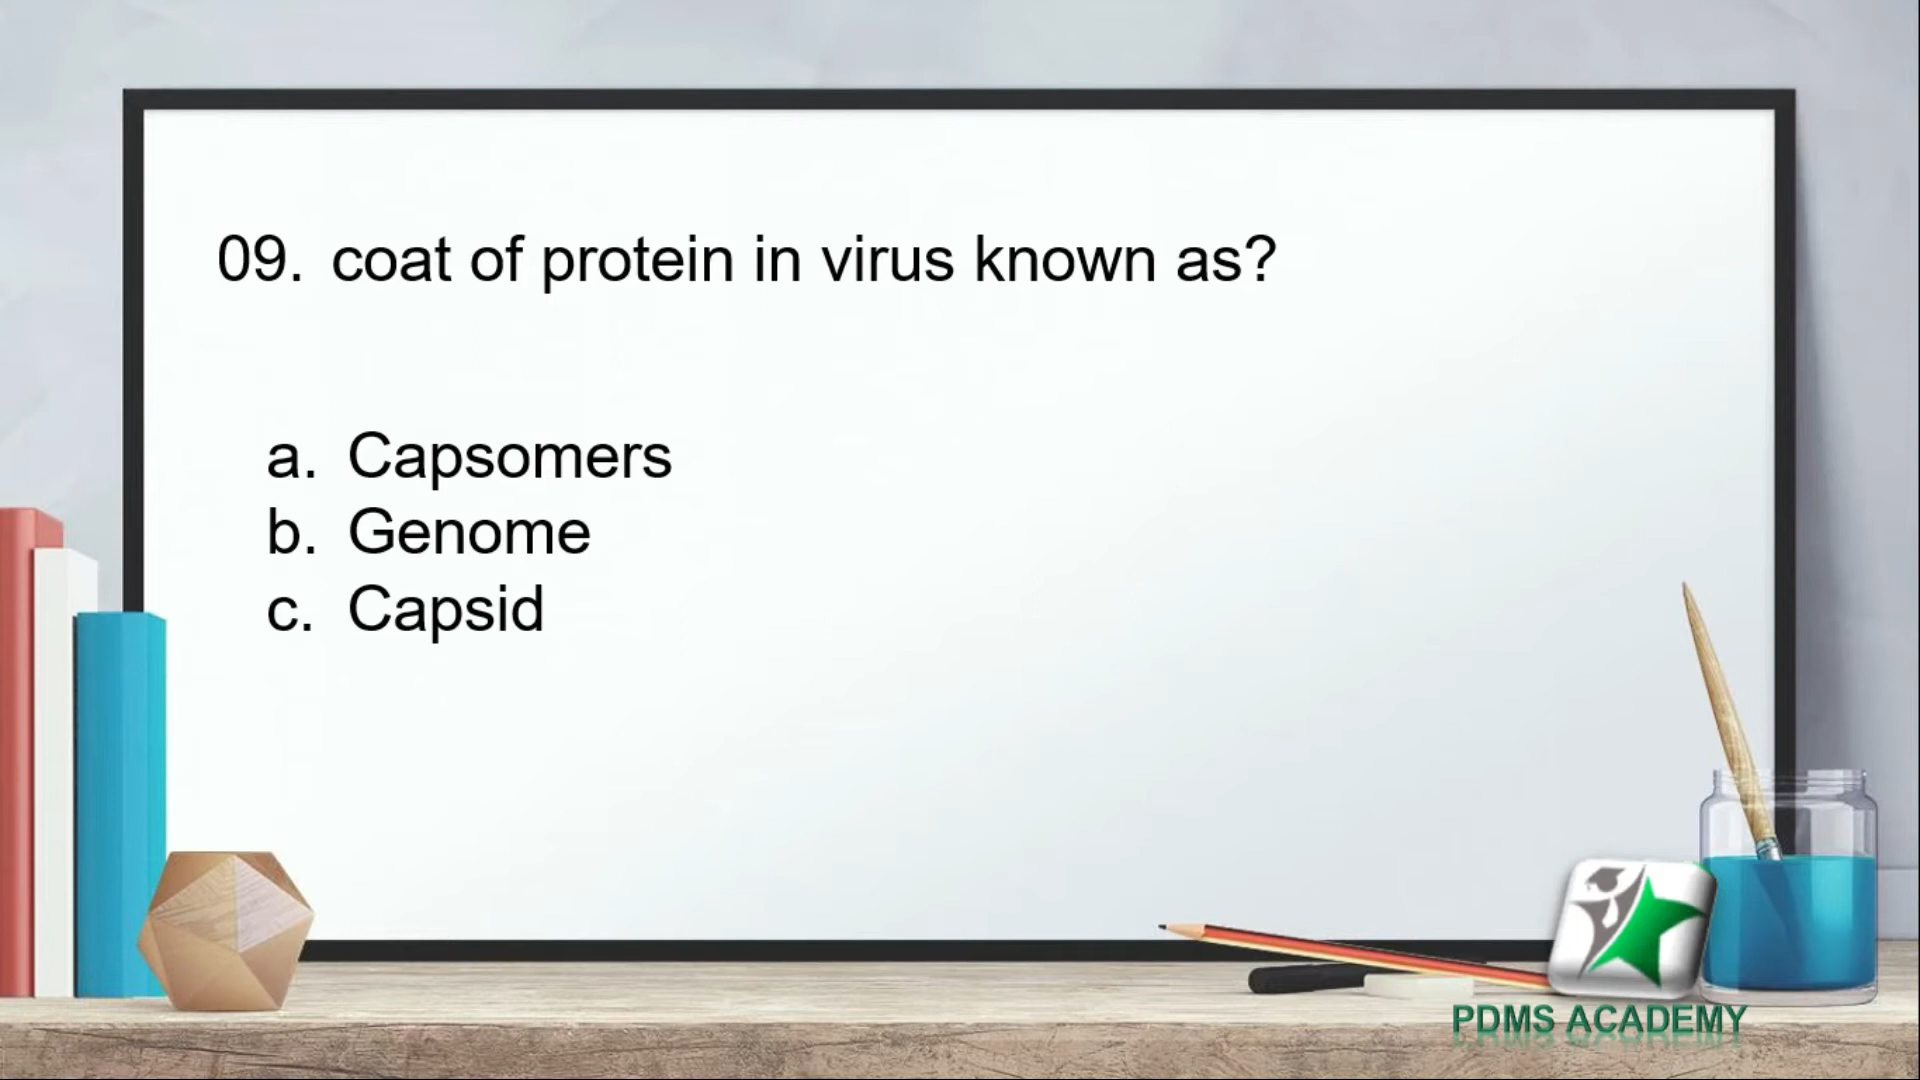 09. coat of protein in virus known as?
a. Capsomers
b. Genome
c. Capsid
PDMS ACADEMY